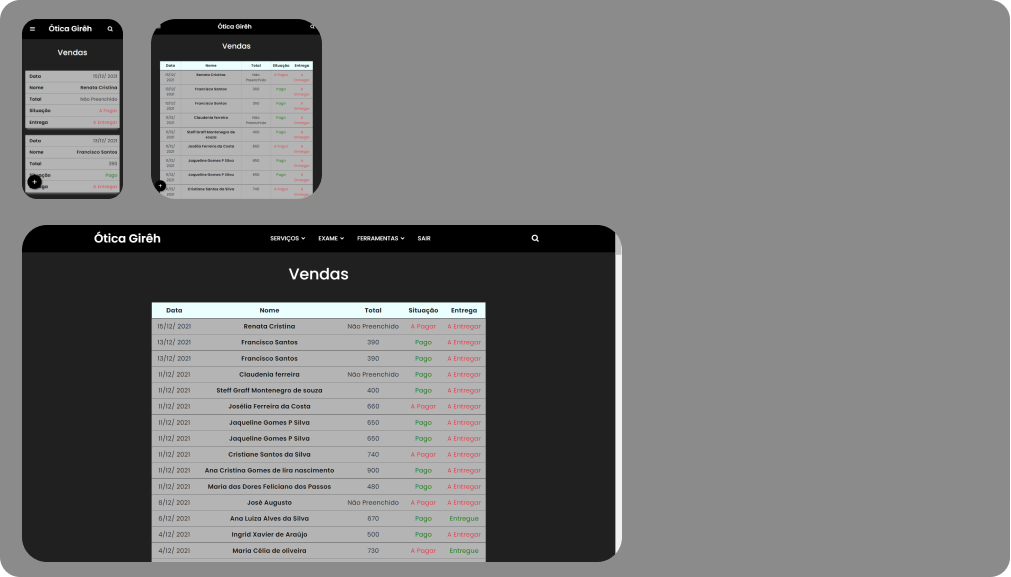 Ótica Girêh
Vendas
Data 15/12/ 2021
Nome Renata Cristina
Total Não Preenchido
Situação A Pagar
Entrega A Entregar
Data 13/12/ 2021
Nome Francisco Santos
Total 390
Pago
+ A Entregar
Ótica Girêh
Vendas
Data Nome Total Situação Entrega
15/12/ 2021 Renata Cristina Não Preenchido A Pagar A Entregar
13/12/ 2021 Francisco Santos 390 Pago A Entregar
13/12/ 2021 Francisco Santos 390 Pago A Entregar
11/12/ 2021 Claudenia ferreira Não Preenchido Pago A Entregar
11/12/ 2021 Steff Graff Montenegro de souza 400 Pago A Entregar
11/12/ 2021 Josélia Ferreira da Costa 660 A Pagar A Entregar
11/12/ 2021 Jaqueline Gomes P Silva 650 Pago A Entregar
11/12/ 2021 Jaqueline Gomes P Silva 650 Pago A Entregar
+ 2021 Cristiane Santos da Silva 740 A Pagar A Entregar
Ótica Girêh SERVIÇOS EXAME FERRAMENTAS SAIR
Vendas
Data Nome Total Situação Entrega
15/12/ 2021 Renata Cristina Não Preenchido A Pagar A Entregar
13/12/ 2021 Francisco Santos 390 Pago A Entregar
13/12/ 2021 Francisco Santos 390 Pago A Entregar
11/12/ 2021 Claudenia ferreira Não Preenchido Pago A Entregar
11/12/ 2021 Steff Graff Montenegro de souza 400 Pago A Entregar
11/12/ 2021 Josélia Ferreira da Costa 660 A Pagar A Entregar
11/12/ 2021 Jaqueline Gomes P Silva 650 Pago A Entregar
11/12/ 2021 Jaqueline Gomes P Silva 650 Pago A Entregar
11/12/ 2021 Cristiane Santos da Silva 740 A Pagar A Entregar
11/12/ 2021 Ana Cristina Gomes de lira nascimento 900 Pago A Entregar
11/12/ 2021 Maria das Dores Feliciano dos Passos 480 Pago A Entregar
8/12/ 2021 José Augusto Não Preenchido A Pagar A Entregar
6/12/ 2021 Ana Luiza Alves da Silva 670 Pago Entregue
4/12/ 2021 Ingrid Xavier de Araújo 500 Pago A Entregar
4/12/ 2021 Maria Célia de oliveira 730 A Pagar Entregue